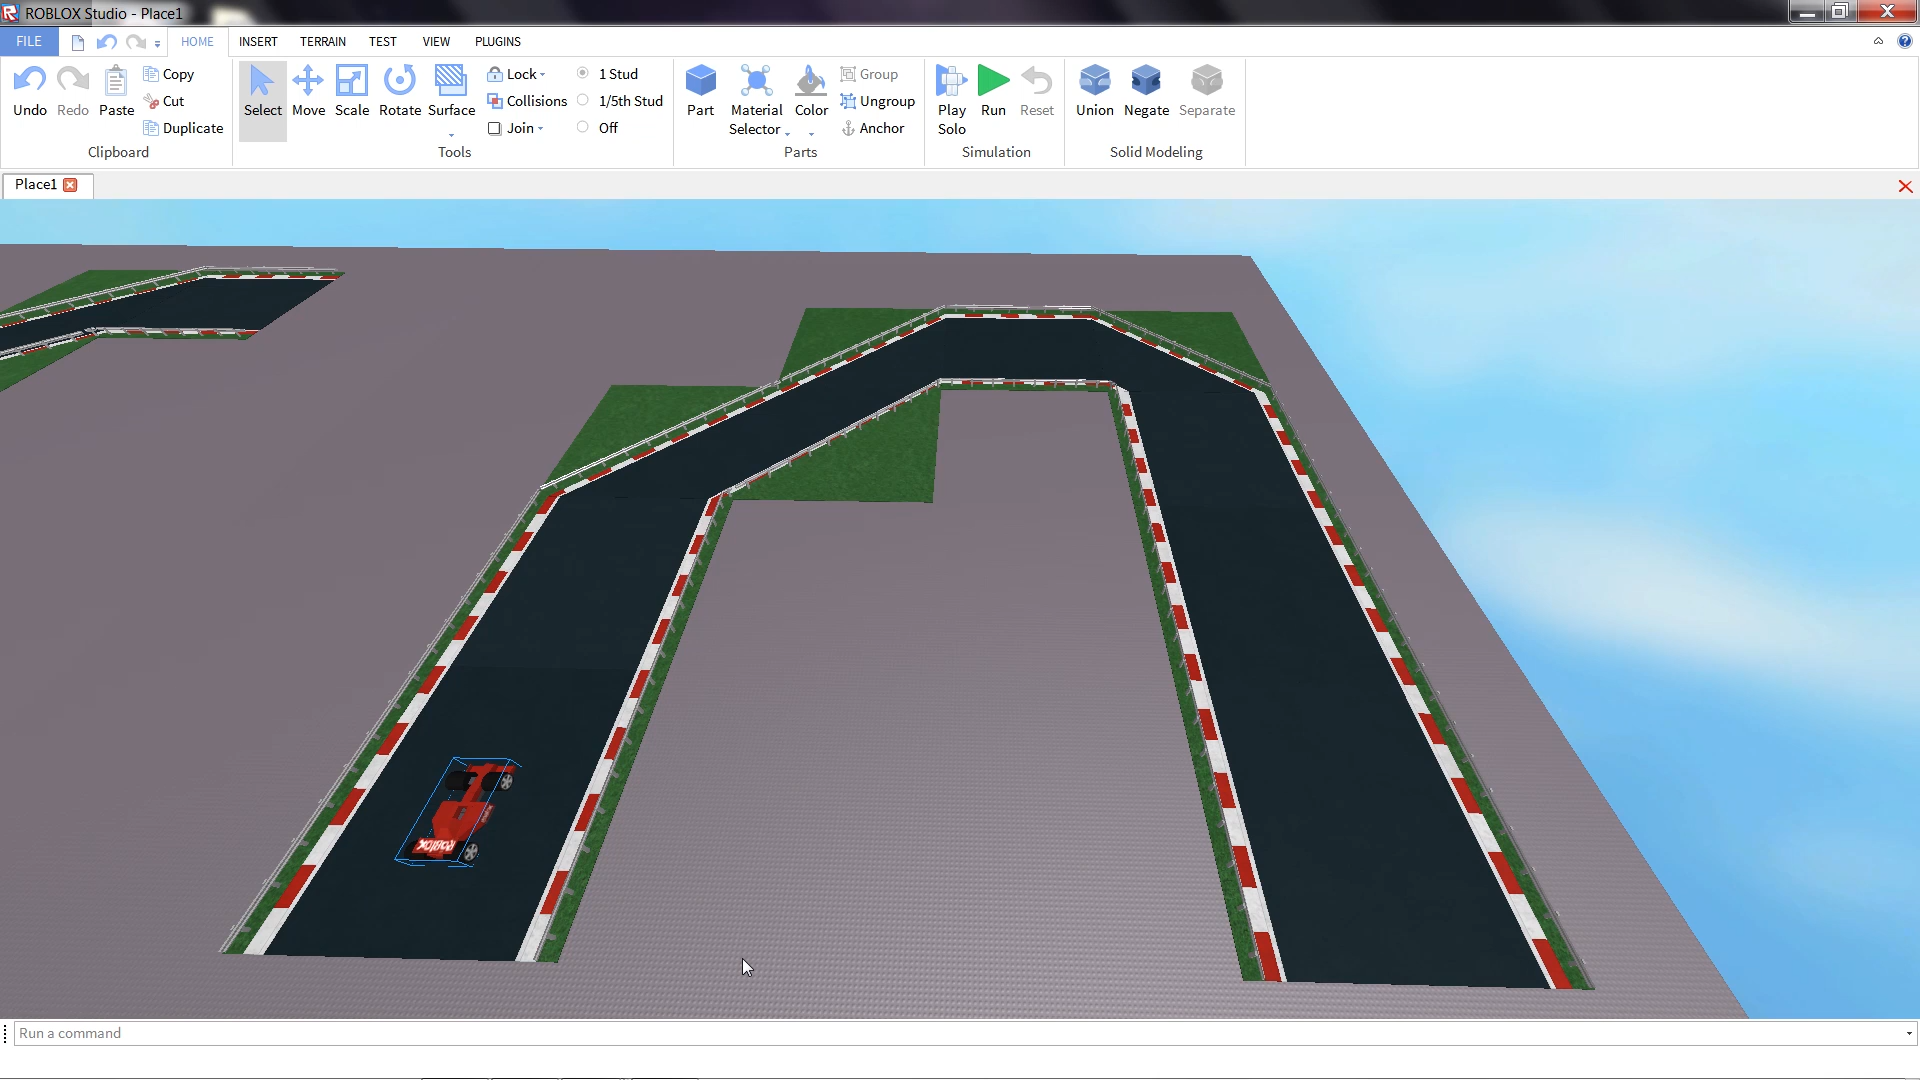 ROBLOX Studio - Place1
FILE HOME INSERT TERRAIN TEST VIEW PLUGINS
Undo Redo Paste Copy Cut Duplicate
Clipboard
Select Move Scale Rotate Surface Lock Collisions Join 1 Stud 1/5th Stud Off
Tools
Part Material Selector Color Group Ungroup Anchor
Parts
Play Solo Run Reset
Simulation
Union Negate Separate
Solid Modeling
Place1
ROBLOX
Run a command